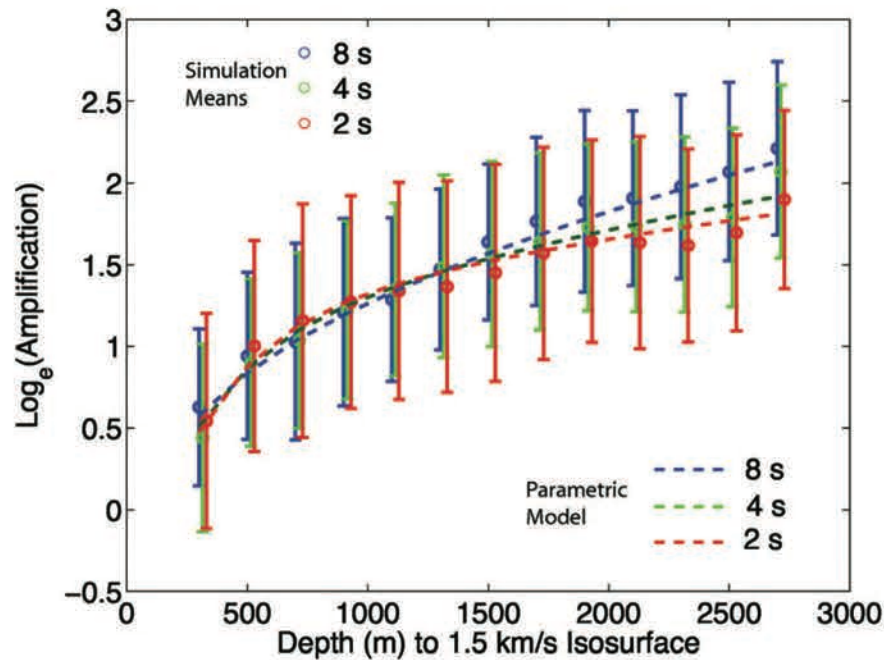 3
2.5
2
1.5
1
0.5
0
−0.5
Log_e(Amplification)
Simulation
Means
8 s
4 s
2 s
Parametric
Model
8 s
4 s
2 s
0 500 1000 1500 2000 2500 3000
Depth (m) to 1.5 km/s Isosurface